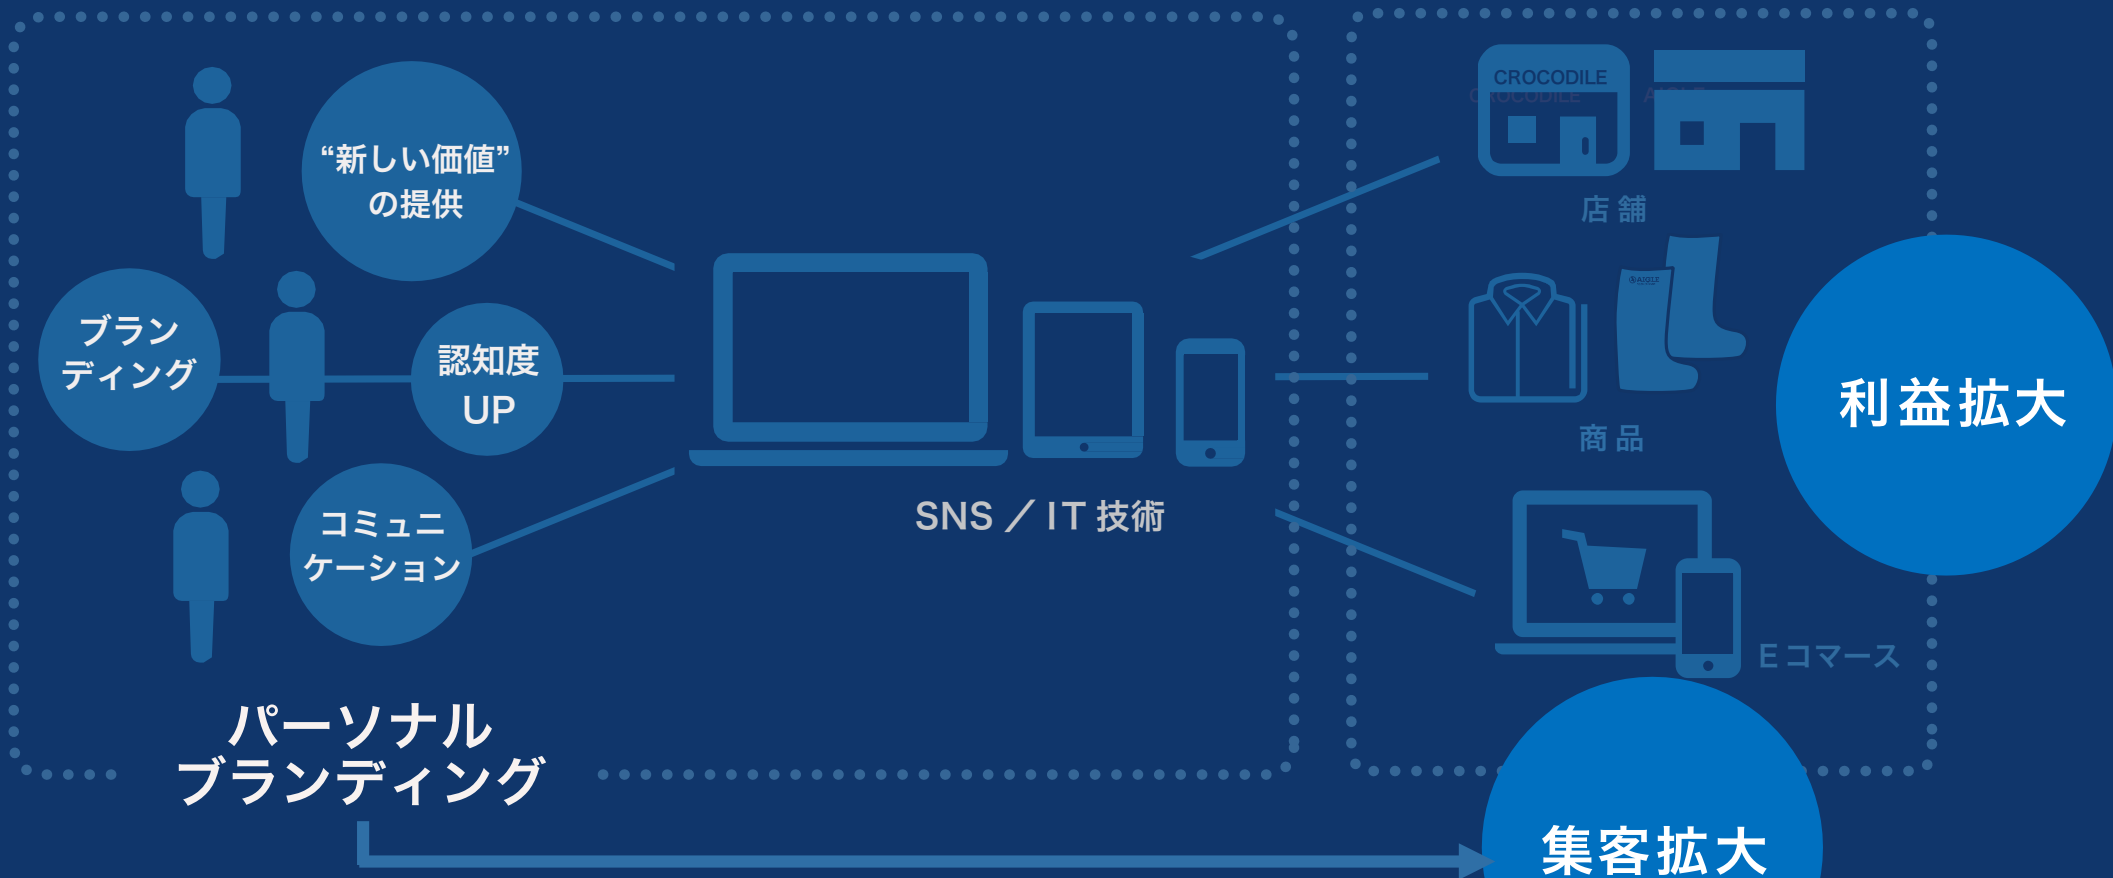 “新しい価値”
の提供
ブラン
ディング
認知度
UP
コミュニ
ケーション
パーソナル
ブランディング
SNS ／ IT 技術
CROCODILE
CROCODILE
AIGLE
店舗
AIGLE
商品
Eコマース
利益拡大
集客拡大